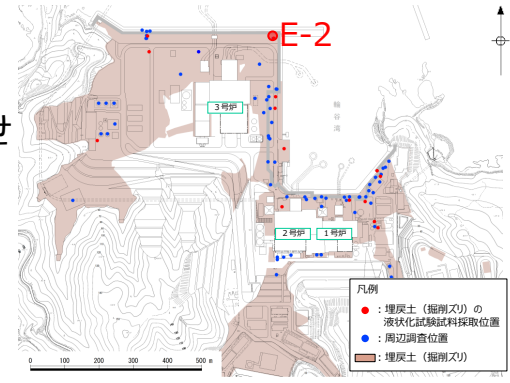 E-2
せ
3号炉
輪谷湾
2号炉
1号炉
凡例
：埋戻土（掘削ズリ）の
液状化試験試料採取位置
：周辺調査位置
：埋戻土（掘削ズリ）
0 100 200 300 400 500 m